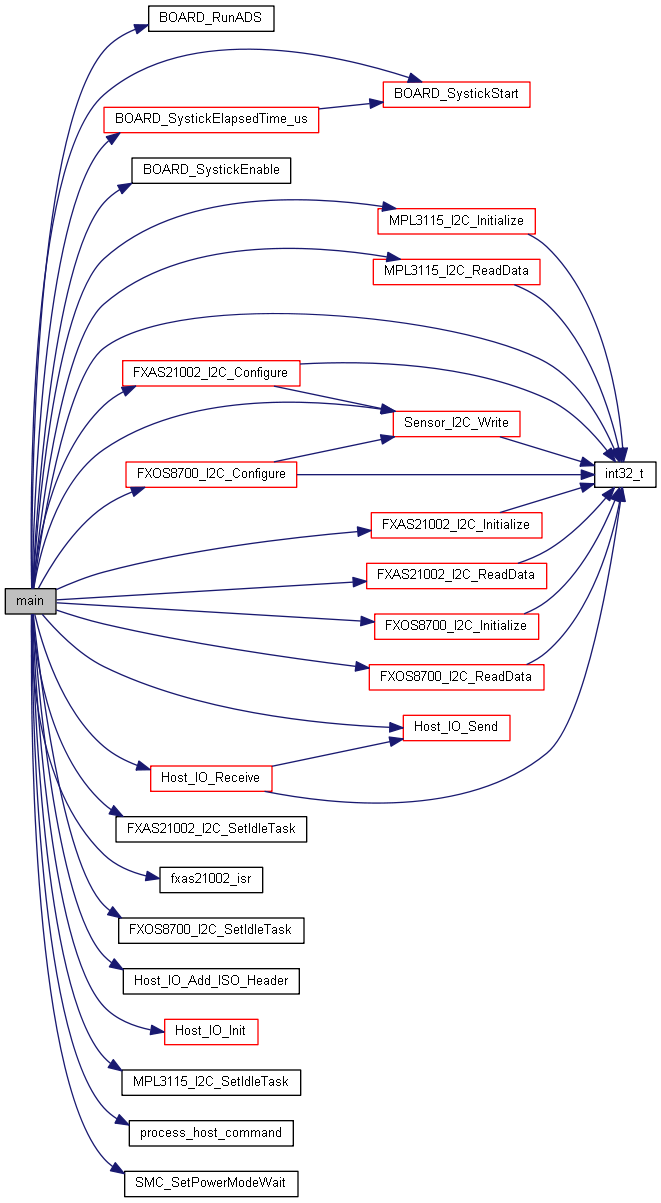 BOARD_RunADS
BOARD_SystickStart
BOARD_SystickElapsedTime_us
BOARD_SystickEnable
MPL3115_I2C_Initialize
MPL3115_I2C_ReadData
FXAS21002_I2C_Configure
Sensor_I2C_Write
FXOS8700_I2C_Configure
int32_t
FXAS21002_I2C_Initialize
FXAS21002_I2C_ReadData
main
FXOS8700_I2C_Initialize
FXOS8700_I2C_ReadData
Host_IO_Send
Host_IO_Receive
FXAS21002_I2C_SetIdleTask
fxas21002_isr
FXOS8700_I2C_SetIdleTask
Host_IO_Add_ISO_Header
Host_IO_Init
MPL3115_I2C_SetIdleTask
process_host_command
SMC_SetPowerModeWait